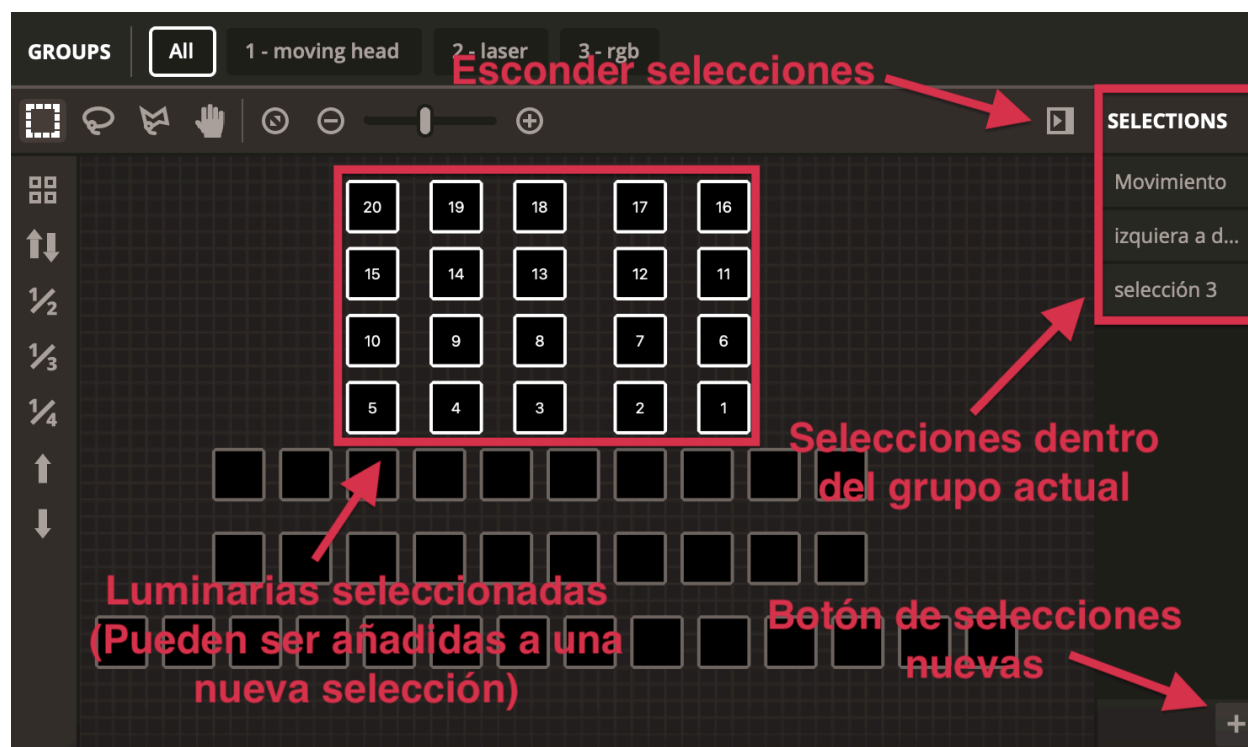 GROUPS All 1 - moving head 2 - laser 3 - rgb
Esconder selecciones
SELECTIONS
Movimiento
izquiera a d...
selección 3
20 19 18 17 16
15 14 13 12 11
10 9 8 7 6
5 4 3 2 1
1/2
1/3
1/4
Selecciones dentro
del grupo actual
Luminarias seleccionadas
(Pueden ser añadidas a una
nueva selección)
Botón de selecciones
nuevas